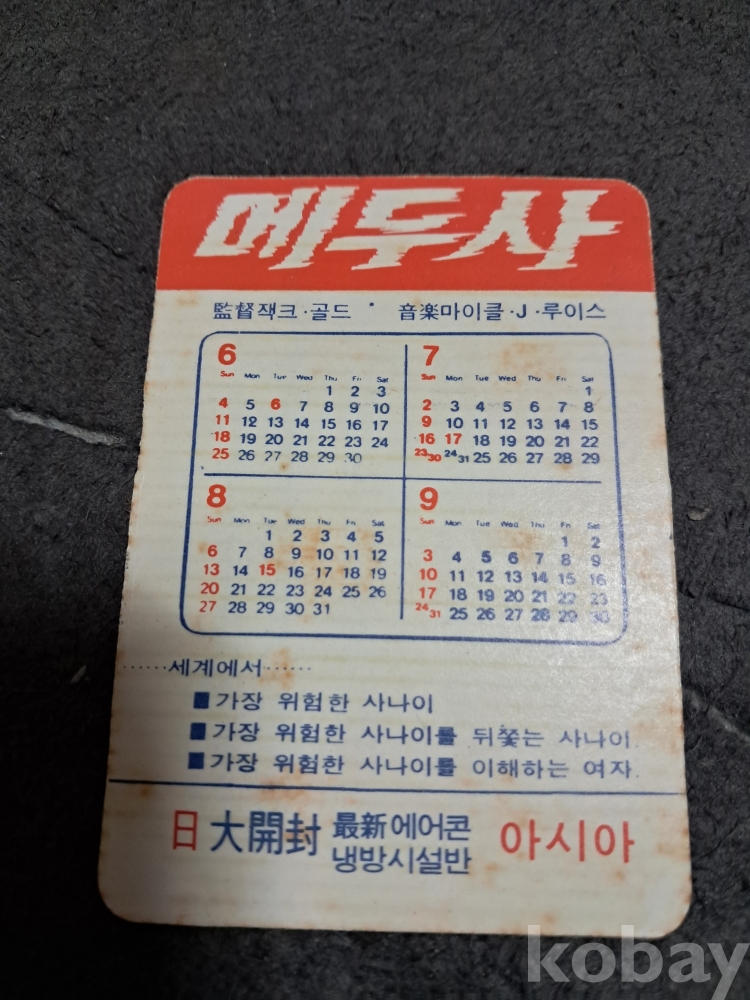 메두사
監督잭크·골드 · 音楽마이클·J·루이스
6
Sun Mon Tue Wed Thu Fri Sat
1 2 3
4 5 6 7 8 9 10
11 12 13 14 15 16 17
18 19 20 21 22 23 24
25 26 27 28 29 30
7
Sun Mon Tue Wed Thu Fri Sat
1
2 3 4 5 6 7 8
9 10 11 12 13 14 15
16 17 18 19 20 21 22
23 30 24 31 25 26 27 28 29
8
Sun Mon Tue Wed Thu Fri Sat
1 2 3 4 5
6 7 8 9 10 11 12
13 14 15 16 17 18 19
20 21 22 23 24 25 26
27 28 29 30 31
9
Sun Mon Tue Wed Thu Fri Sat
1 2
3 4 5 6 7 8 9
10 11 12 13 14 15 16
17 18 19 20 21 22 23
24 31 25 26 27 28 29 30
······세계에서······
■가장 위험한 사나이
■가장 위험한 사나이를 뒤쫓는 사나이.
■가장 위험한 사나이를 이해하는 여자.
日 大開封 最新에어콘 아시아
냉방시설반
kobay